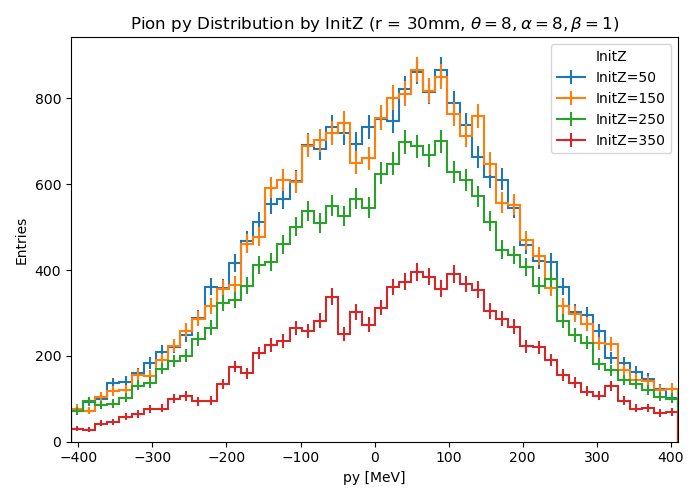 Pion py Distribution by InitZ (r = 30mm, θ = 8, α = 8, β = 1)
InitZ
InitZ=50
InitZ=150
InitZ=250
InitZ=350
Entries
800
600
400
200
0
−400 −300 −200 −100 0 100 200 300 400
py [MeV]